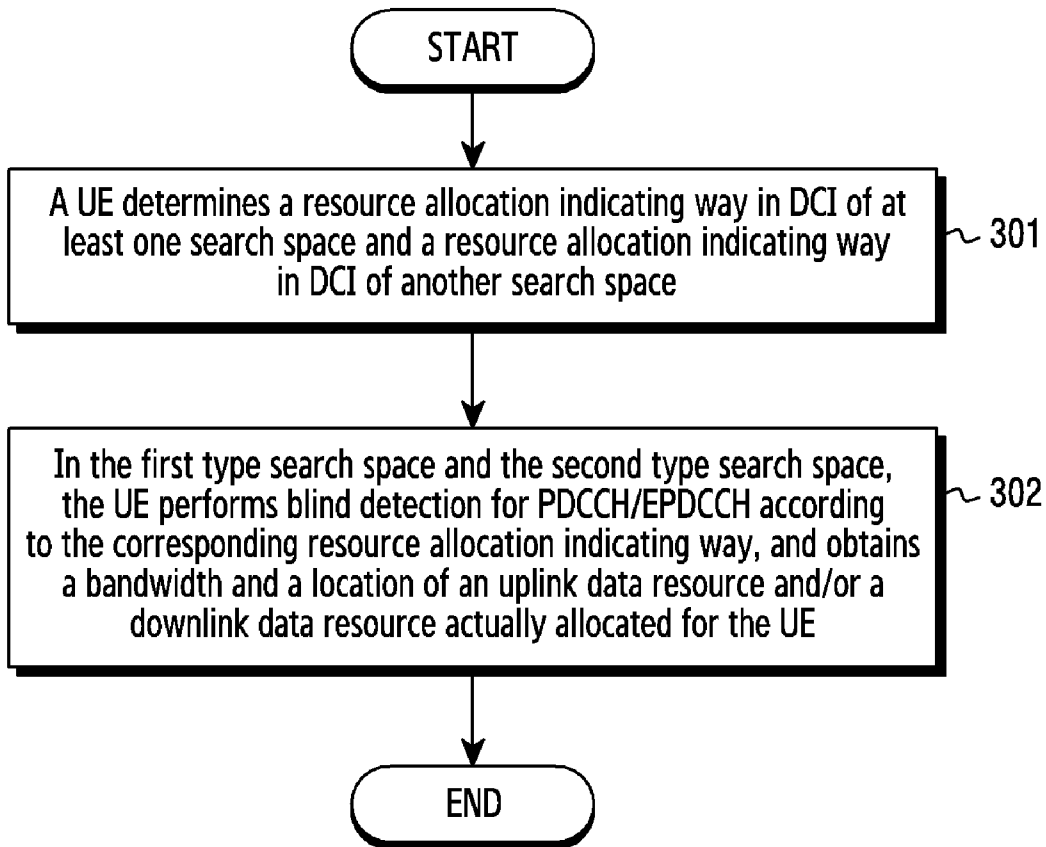 START
A UE determines a resource allocation indicating way in DCI of at
least one search space and a resource allocation indicating way
in DCI of another search space
301
In the first type search space and the second type search space,
the UE performs blind detection for PDCCH/EPDCCH according
to the corresponding resource allocation indicating way, and obtains
a bandwidth and a location of an uplink data resource and/or a
downlink data resource actually allocated for the UE
302
END